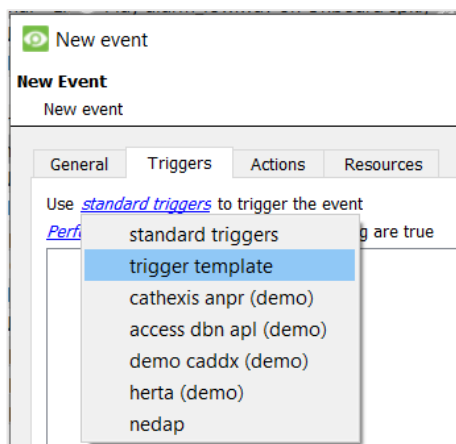 New event
New Event
New event
General Triggers Actions Resources
Use standard triggers to trigger the event
are true
standard triggers
trigger template
cathexis anpr (demo)
access dbn apl (demo)
demo caddx (demo)
herta (demo)
nedap